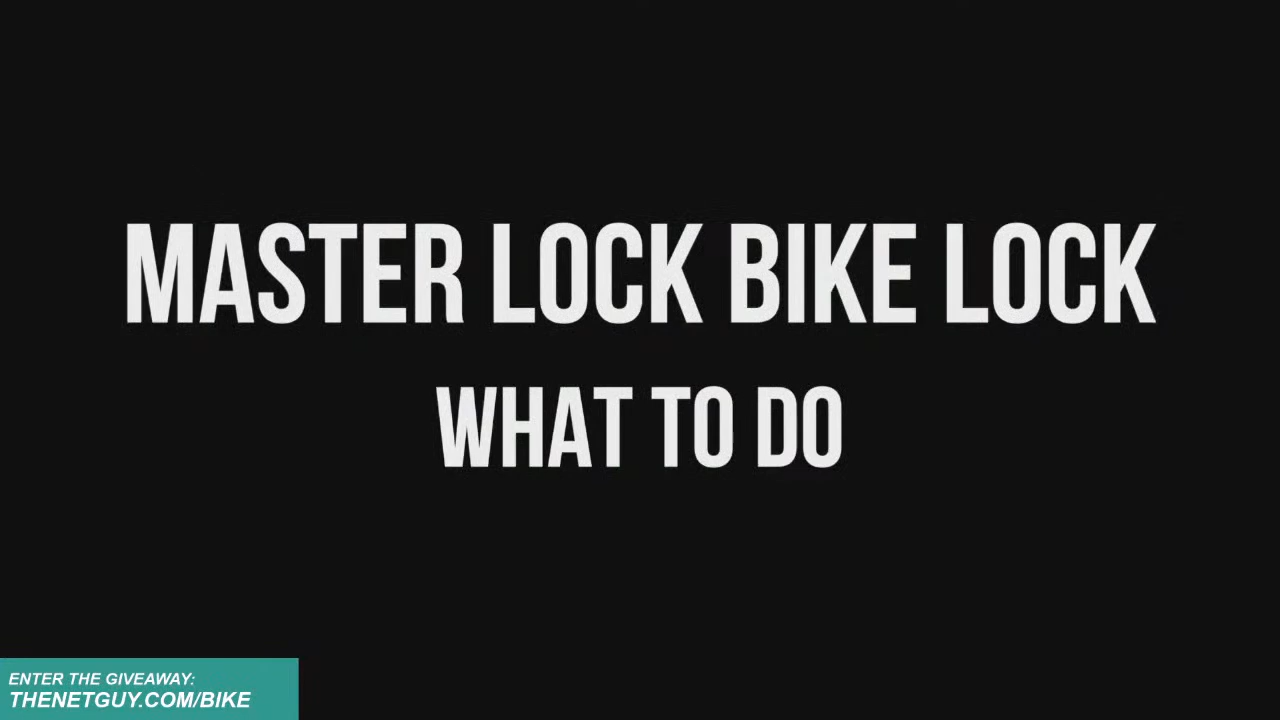 MASTER LOCK BIKE LOCK
WHAT TO DO
ENTER THE GIVEAWAY:
THENETGUY.COM/BIKE